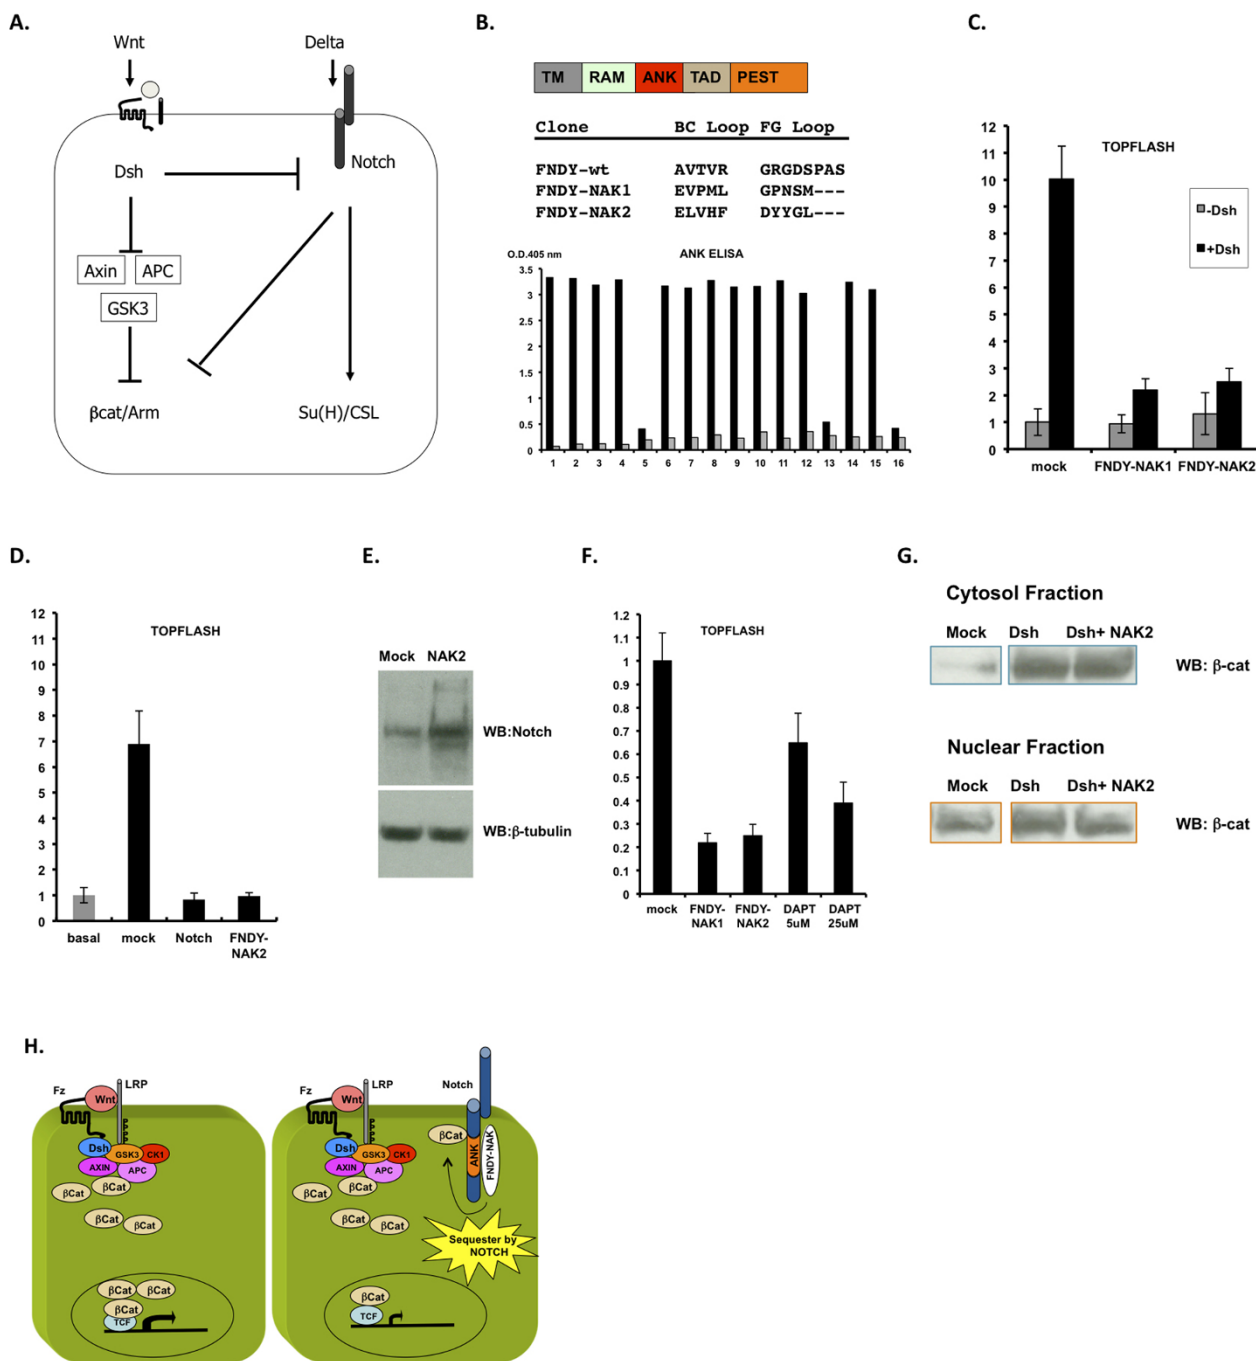 A.
Wnt
Delta
Notch
Dsh
Axin
APC
GSK3
βcat/Arm
Su(H)/CSL
B.
TM RAM ANK TAD PEST
Clone BC Loop FG Loop
FNDY-wt AVTVR GRGDSPAS
FNDY-NAK1 EVPML GPNSM---
FNDY-NAK2 ELVHF DYYGL---
O.D.405 nm
ANK ELISA
3.5
3
3.5
2
1.5
1
0.5
0
1 2 3 4 5 6 7 8 9 10 11 12 13 14 15 16
C.
TOPFLASH
12
11
10
9
8
7
6
5
4
3
2
1
0
-Dsh
+Dsh
mock FNDY-NAK1 FNDY-NAK2
D.
TOPFLASH
12
11
10
9
8
7
6
5
4
3
2
1
0
basal mock Notch FNDY-
NAK2
E.
Mock NAK2
WB:Notch
WB:β-tubulin
F.
TOPFLASH
1.2
1.1
1
0.9
0.8
0.7
0.6
0.5
0.4
0.3
0.2
0.1
0
mock FNDY- FNDY- DAPT DAPT
NAK1 NAK2 5uM 25uM
G.
Cytosol Fraction
Mock Dsh Dsh+ NAK2
WB: β-cat
Nuclear Fraction
Mock Dsh Dsh+ NAK2
WB: β-cat
H.
Fz
Wnt
LRP
Dsh
GSK3
CK1
AXIN
APC
βCat
βCat
βCat
βCat
βCat
βCat
βCat
TCF
Fz
Wnt
LRP
Notch
Dsh
GSK3
CK1
AXIN
APC
βCat
βCat
βCat
βCat
βCat
ANK
FNDY-NAK
Sequester by
NOTCH
βCat
TCF